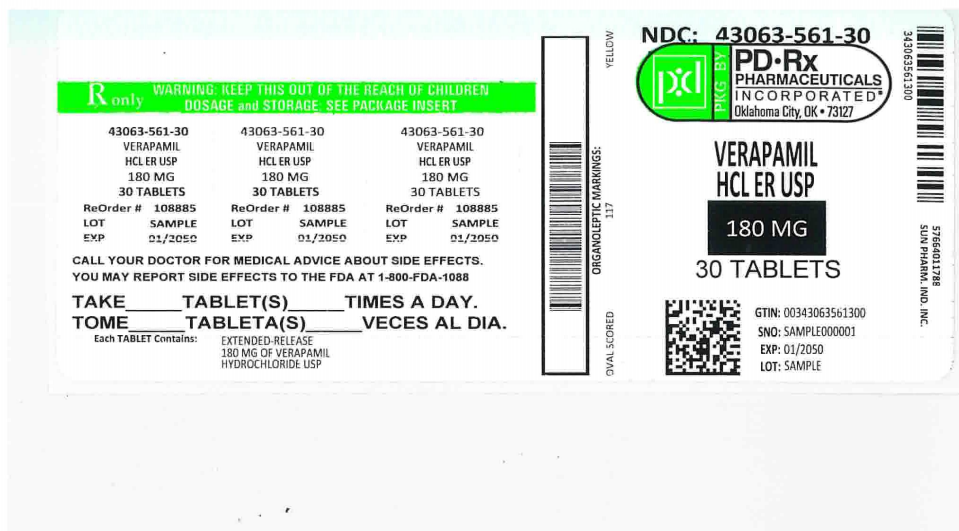 R only
WARNING: KEEP THIS OUT OF THE REACH OF CHILDREN
DOSAGE and STORAGE: SEE PACKAGE INSERT
43063-561-30 43063-561-30 43063-561-30
VERAPAMIL VERAPAMIL VERAPAMIL
HCL ER USP HCL ER USP HCL ER USP
180 MG 180 MG 180 MG
30 TABLETS 30 TABLETS 30 TABLETS
ReOrder # 108885 ReOrder # 108885 ReOrder # 108885
LOT SAMPLE LOT SAMPLE LOT SAMPLE
EXP 01/2050 EXP 01/2050 EXP 01/2050
CALL YOUR DOCTOR FOR MEDICAL ADVICE ABOUT SIDE EFFECTS.
YOU MAY REPORT SIDE EFFECTS TO THE FDA AT 1-800-FDA-1088
TAKE_____TABLET(S)_____TIMES A DAY.
TOME_____TABLETA(S)_____VECES AL DIA.
Each TABLET Contains: EXTENDED-RELEASE
180 MG OF VERAPAMIL
HYDROCHLORIDE USP
ORGANOLEPTIC MARKINGS:
YELLOW
117
OVAL SCORED
NDC: 43063-561-30
pd
PKG BY
PD•Rx
PHARMACEUTICALS
INCORPORATED
Oklahoma City, OK • 73127
VERAPAMIL
HCL ER USP
180 MG
30 TABLETS
GTIN: 00343063561300
SNO: SAMPLE000001
EXP: 01/2050
LOT: SAMPLE
343063561300
57664011788
SUN PHARM. IND. INC.